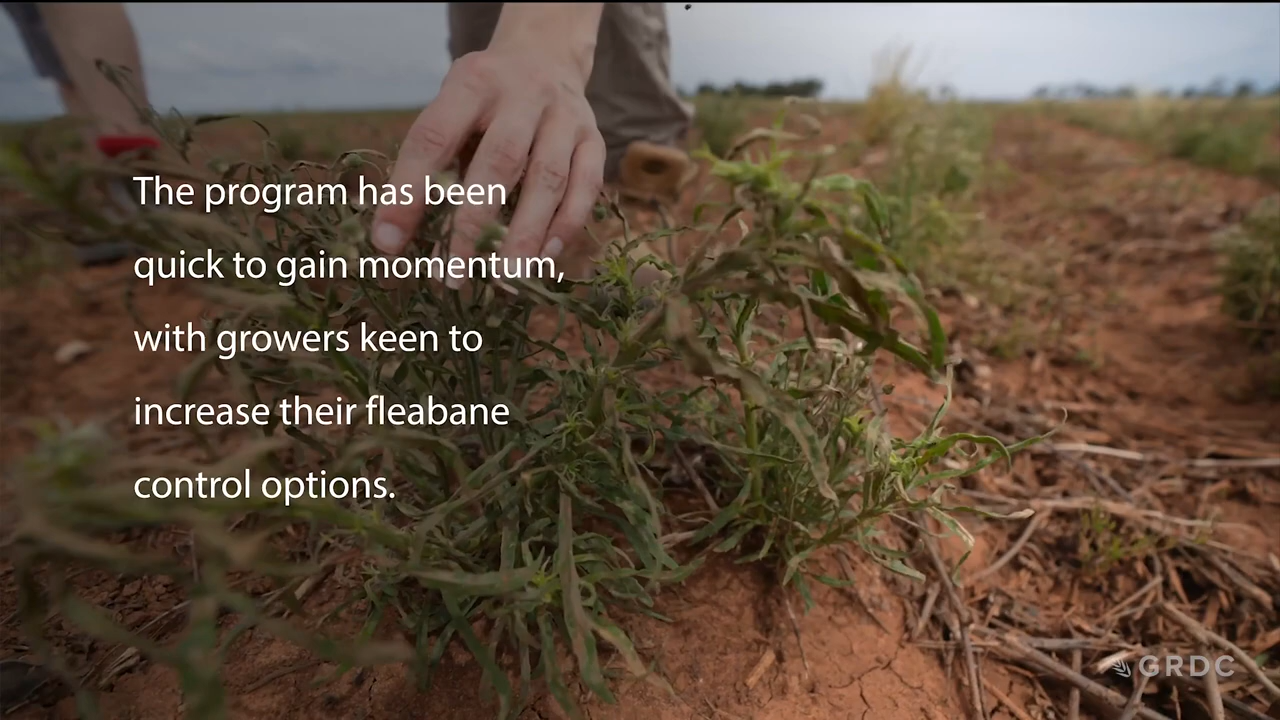 The program has been
quick to gain momentum,
with growers keen to
increase their fleabane
control options.
GRDC